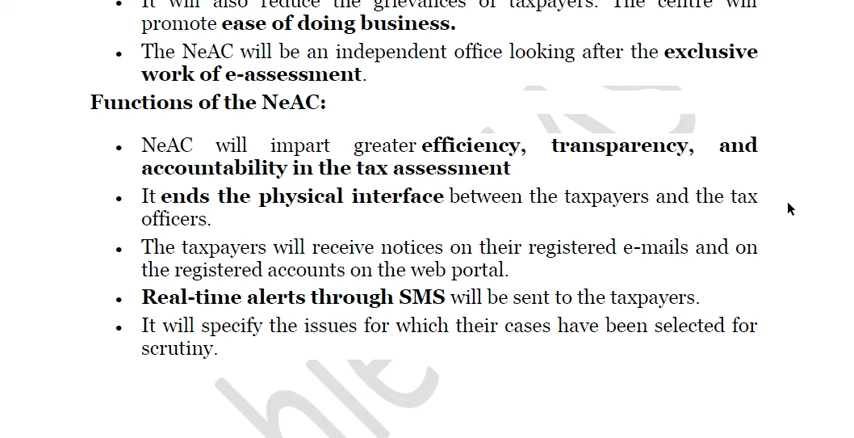 It will also reduce the grievances of taxpayers. The centre will
promote ease of doing business.
• The NeAC will be an independent office looking after the exclusive
work of e-assessment.
Functions of the NeAC:
• NeAC will impart greater efficiency, transparency, and
accountability in the tax assessment
• It ends the physical interface between the taxpayers and the tax
officers.
• The taxpayers will receive notices on their registered e-mails and on
the registered accounts on the web portal.
• Real-time alerts through SMS will be sent to the taxpayers.
• It will specify the issues for which their cases have been selected for
scrutiny.